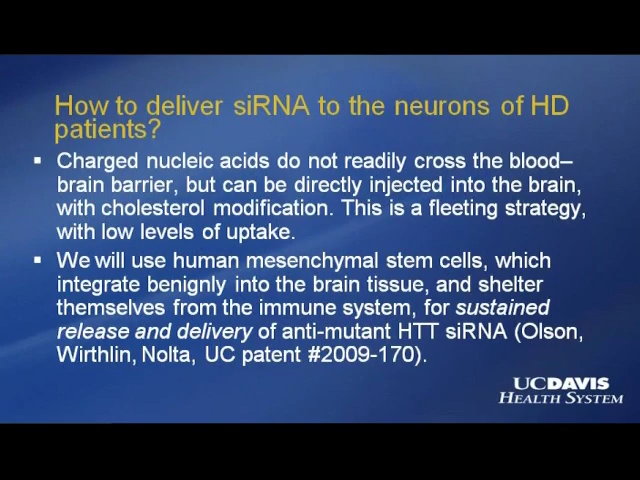 How to deliver siRNA to the neurons of HD
patients?
▪ Charged nucleic acids do not readily cross the blood–
brain barrier, but can be directly injected into the brain,
with cholesterol modification. This is a fleeting strategy,
with low levels of uptake.
▪ We will use human mesenchymal stem cells, which
integrate benignly into the brain tissue, and shelter
themselves from the immune system, for sustained
release and delivery of anti-mutant HTT siRNA (Olson,
Wirthlin, Nolta, UC patent #2009-170).
UCDAVIS
HEALTH SYSTEM